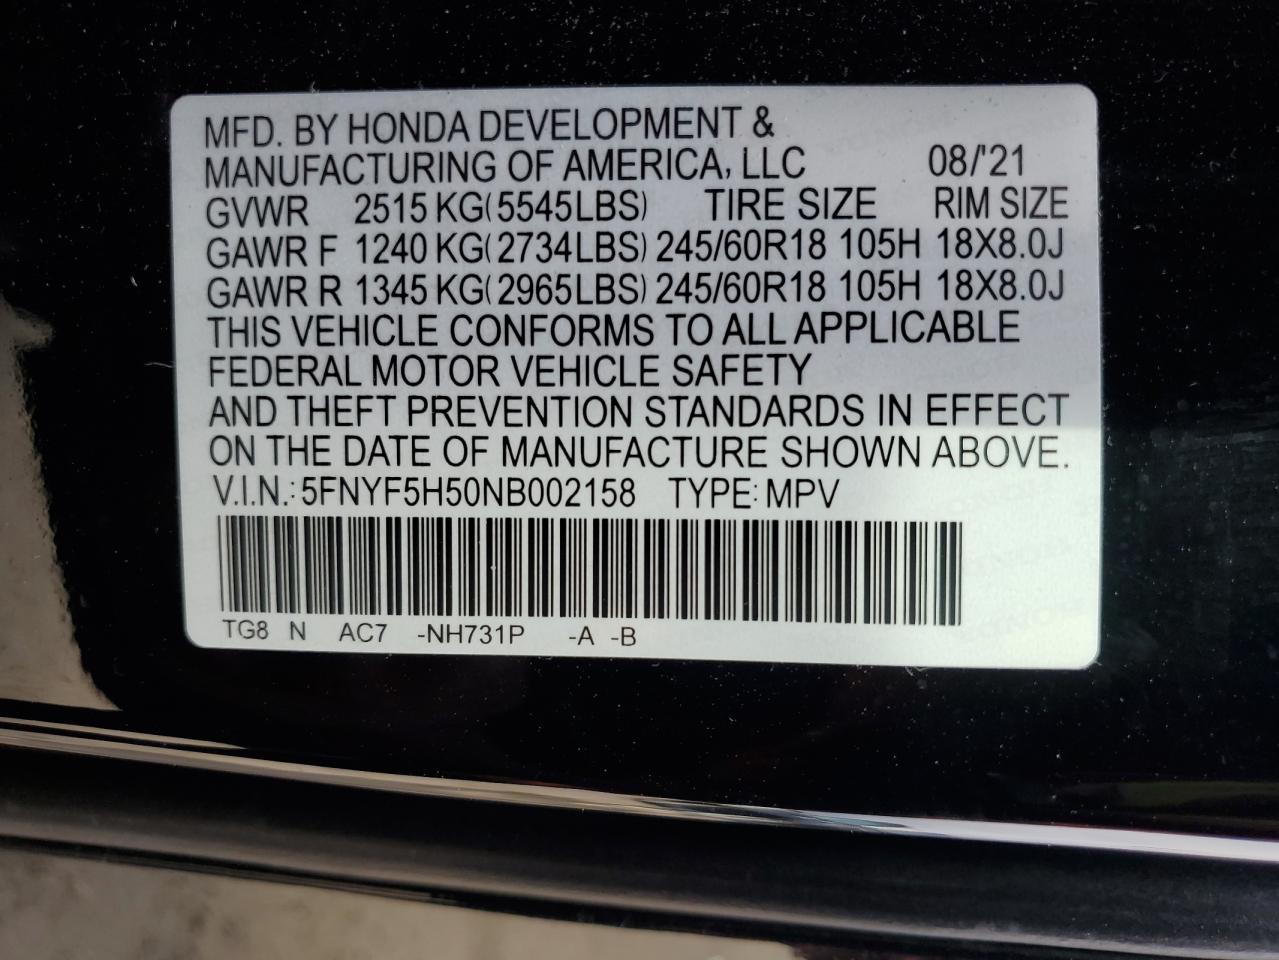 MFD. BY HONDA DEVELOPMENT &
MANUFACTURING OF AMERICA, LLC 08/'21
GVWR 2515 KG(5545LBS) TIRE SIZE RIM SIZE
GAWR F 1240 KG(2734LBS) 245/60R18 105H 18X8.0J
GAWR R 1345 KG(2965LBS) 245/60R18 105H 18X8.0J
THIS VEHICLE CONFORMS TO ALL APPLICABLE
FEDERAL MOTOR VEHICLE SAFETY
AND THEFT PREVENTION STANDARDS IN EFFECT
ON THE DATE OF MANUFACTURE SHOWN ABOVE.
V.I.N.: 5FNYF5H50NB002158 TYPE: MPV
TG8 N AC7 -NH731P -A -B